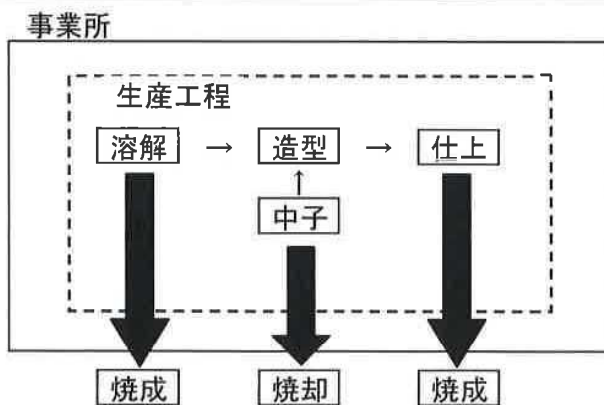 事業所
生産工程
溶解 → 造型 → 仕上
↑
中子
焼成 焼却 焼成